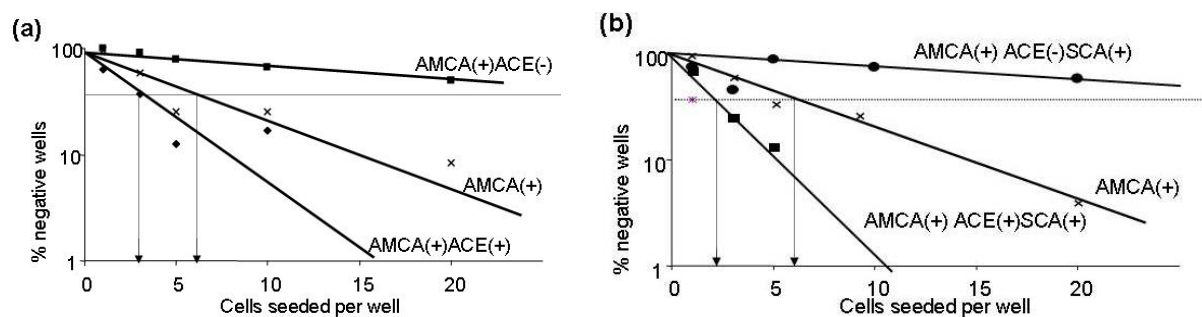 (a)
100
10
1
% negative wells
AMCA(+)ACE(-)
AMCA(+)
AMCA(+)ACE(+)
0 5 10 15 20
Cells seeded per well
(b)
100
10
1
% negative wells
AMCA(+) ACE(-)SCA(+)
AMCA(+)
AMCA(+) ACE(+)SCA(+)
0 5 10 15 20
Cells seeded per well